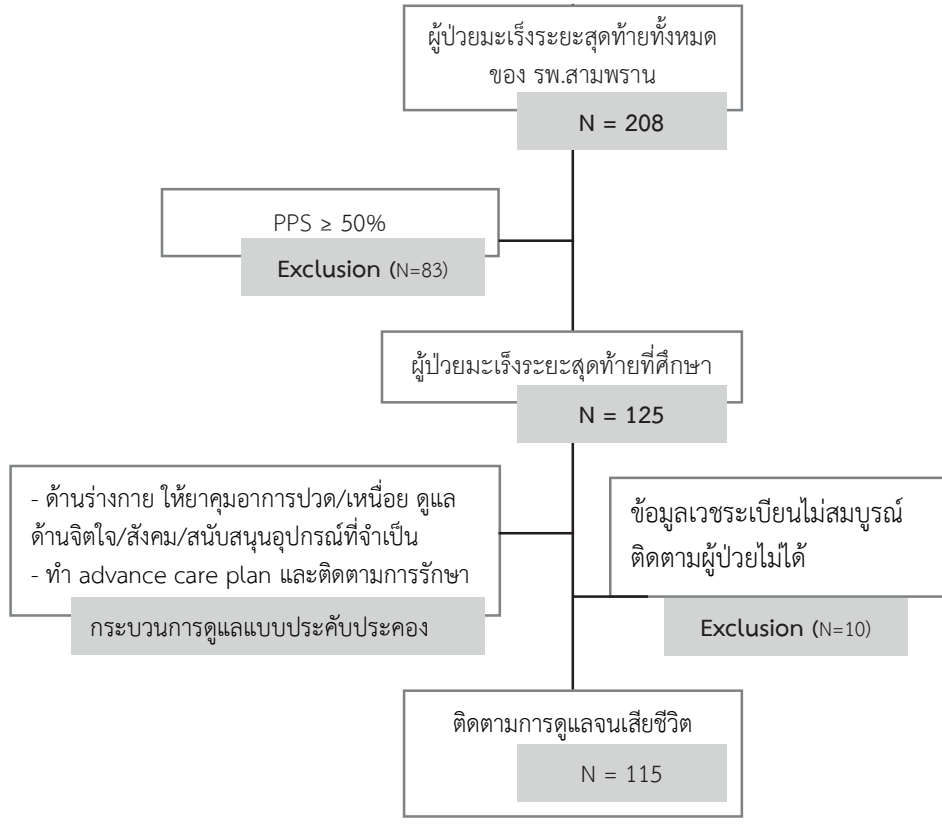 ผู้ป่วยมะเร็งระยะสุดท้ายทั้งหมด
ของ รพ.สามพราน
N = 208
PPS ≥ 50%
Exclusion (N=83)
ผู้ป่วยมะเร็งระยะสุดท้ายที่ศึกษา
N = 125
- ด้านร่างกาย ให้ยาคุมอาการปวด/เหนื่อย ดูแล
ด้านจิตใจ/สังคม/สนับสนุนอุปกรณ์ที่จำเป็น
- ทำ advance care plan และติดตามการรักษา
กระบวนการดูแลแบบประคับประคอง
ข้อมูลเวชระเบียนไม่สมบูรณ์
ติดตามผู้ป่วยไม่ได้
Exclusion (N=10)
ติดตามการดูแลจนเสียชีวิต
N = 115